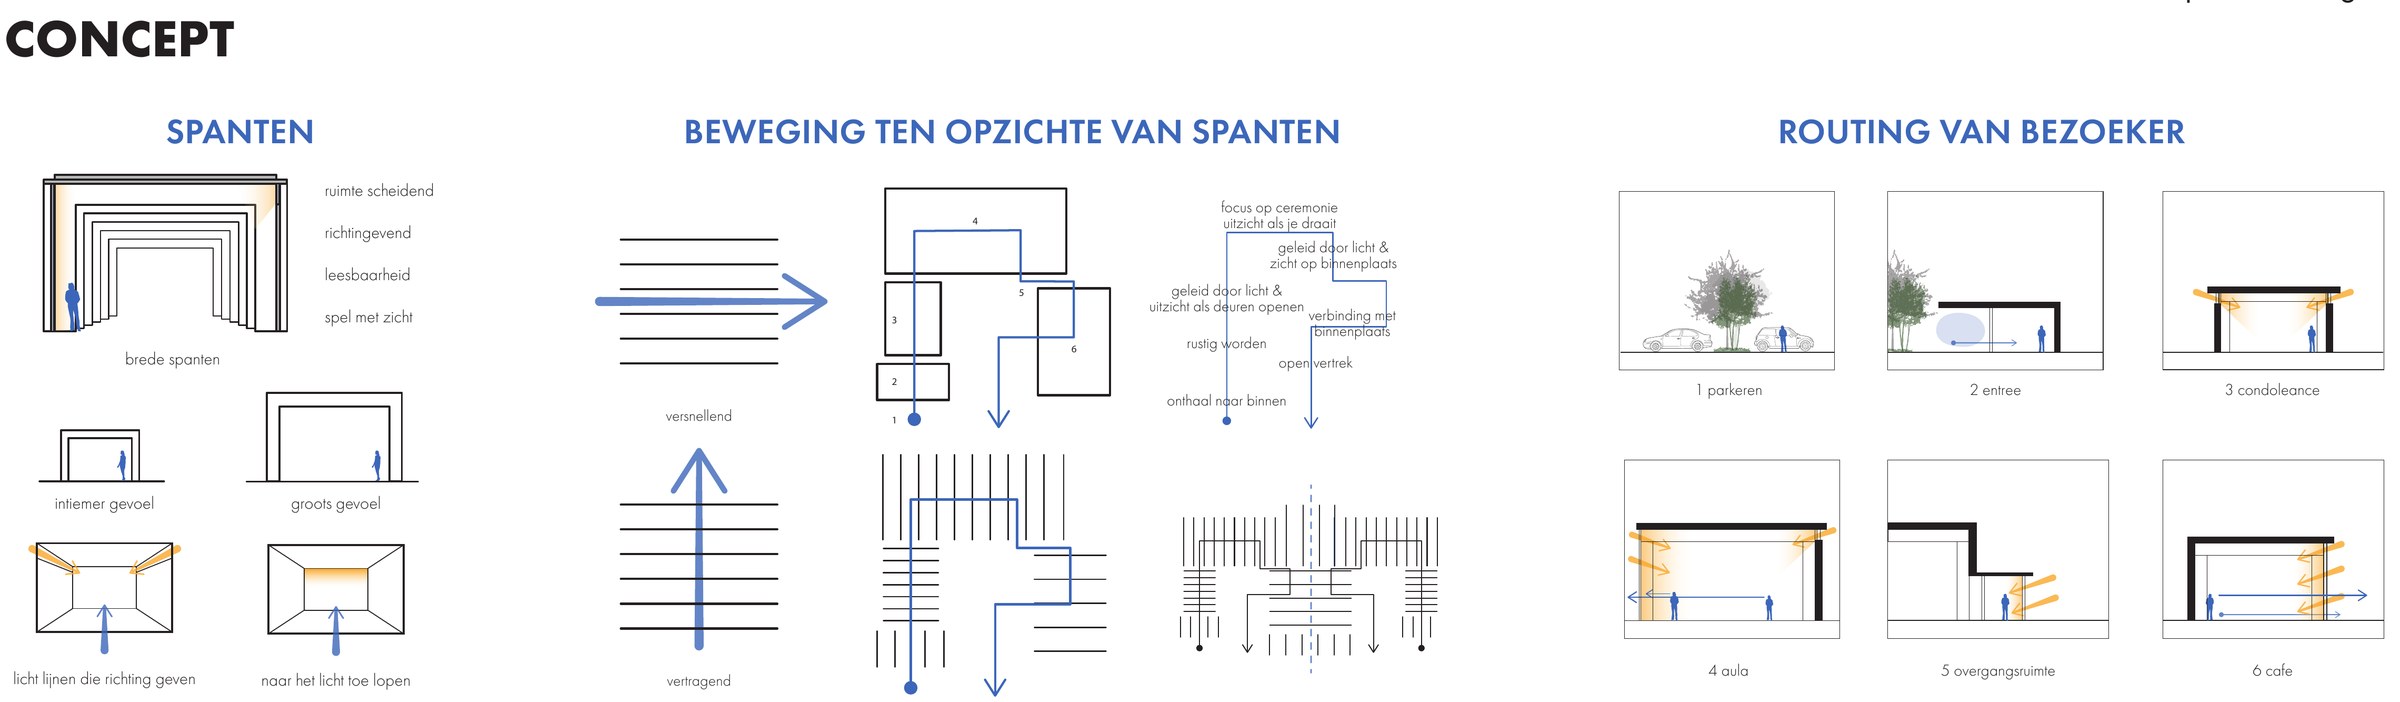 CONCEPT
SPANTEN
ruimte scheidend
richtingevend
leesbaarheid
spel met zicht
brede spanten
intiemer gevoel
groots gevoel
licht lijnen die richting geven
naar het licht toe lopen
BEWEGING TEN OPZICHTE VAN SPANTEN
versnellend
vertragend
4
5
3
6
2
1
focus op ceremonie
uitzicht als je draait
geleid door licht &
zicht op binnenplaats
geleid door licht &
uitzicht als deuren openen
verbinding met
binnenplaats
rustig worden
open vertrek
onthaal naar binnen
ROUTING VAN BEZOEKER
1 parkeren
2 entree
3 condoleance
4 aula
5 overgangsruimte
6 cafe